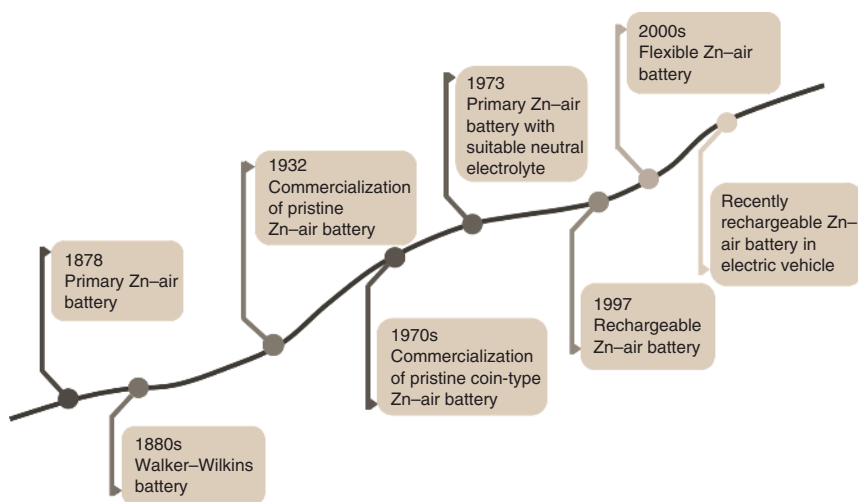 1878
Primary Zn–air
battery
1880s
Walker–Wilkins
battery
1932
Commercialization
of pristine
Zn–air battery
1970s
Commercialization
of pristine coin-type
Zn–air battery
1973
Primary Zn–air
battery with
suitable neutral
electrolyte
1997
Rechargeable
Zn–air battery
2000s
Flexible Zn–air
battery
Recently
rechargeable Zn–
air battery in
electric vehicle